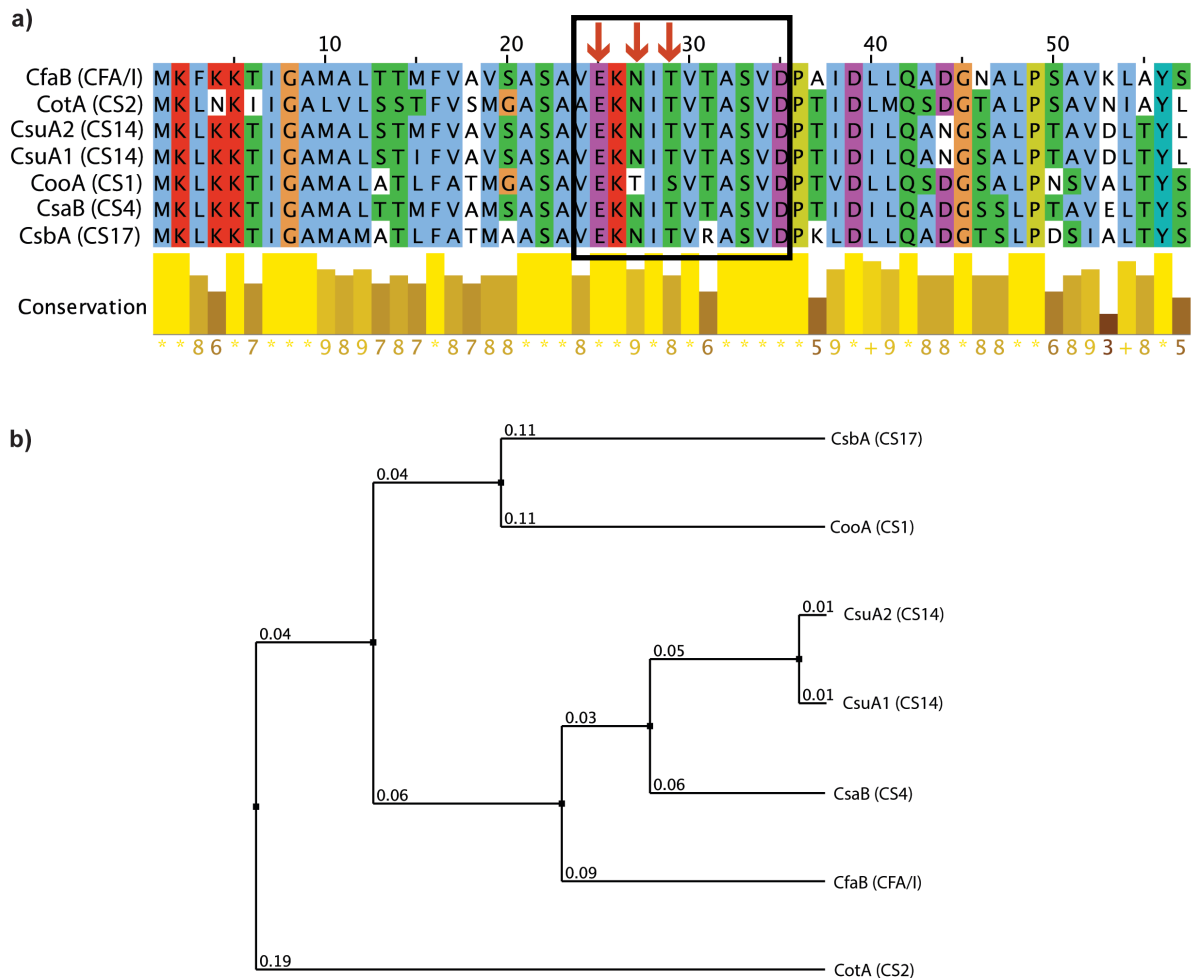 a)
10 20 30 40 50
CfaB (CFA/I) MKFKKTIGAMALTTMFVAVSASAVEKNITVTASVDPAIDLLQADGNALPSAVKLAYS
CotA (CS2) MKLNKIIGALVLSSTFVSMGASAAEKNITVTASVDPTIDLMQSDGTALPSAVNIAYL
CsuA2 (CS14) MKLKKTIGAMALSTMFVAVSASAVEKNITVTASVDPTIDILQANGSALPTAVDLTYL
CsuA1 (CS14) MKLKKTIGAMALSTIFVAVSASAVEKNITVTASVDPTIDILQANGSALPTAVDLTYL
CooA (CS1) MKLKKTIGAMALATLFATMGASAVEKTISVTASVDPTVDLLQSDGSALPNSVALTYS
CsaB (CS4) MKLKKTIGAMALTTMFVAMSASAVEKNITVTASVDPTIDILQADGSSLPTAVELTYS
CsbA (CS17) MKLKKTIGAMAMATLFATMAASAVEKNITVRASVDPKLDLLQADGTSLPDSIALTYS
Conservation
**86*7***989787*8788***8**9*8*6*****59*+9*88*88**6893+8*5
b)
0.11 CsbA (CS17)
0.04
0.11 CooA (CS1)
0.01 CsuA2 (CS14)
0.04
0.05
0.01 CsuA1 (CS14)
0.03
0.06 CsaB (CS4)
0.06
0.09 CfaB (CFA/I)
0.19 CotA (CS2)